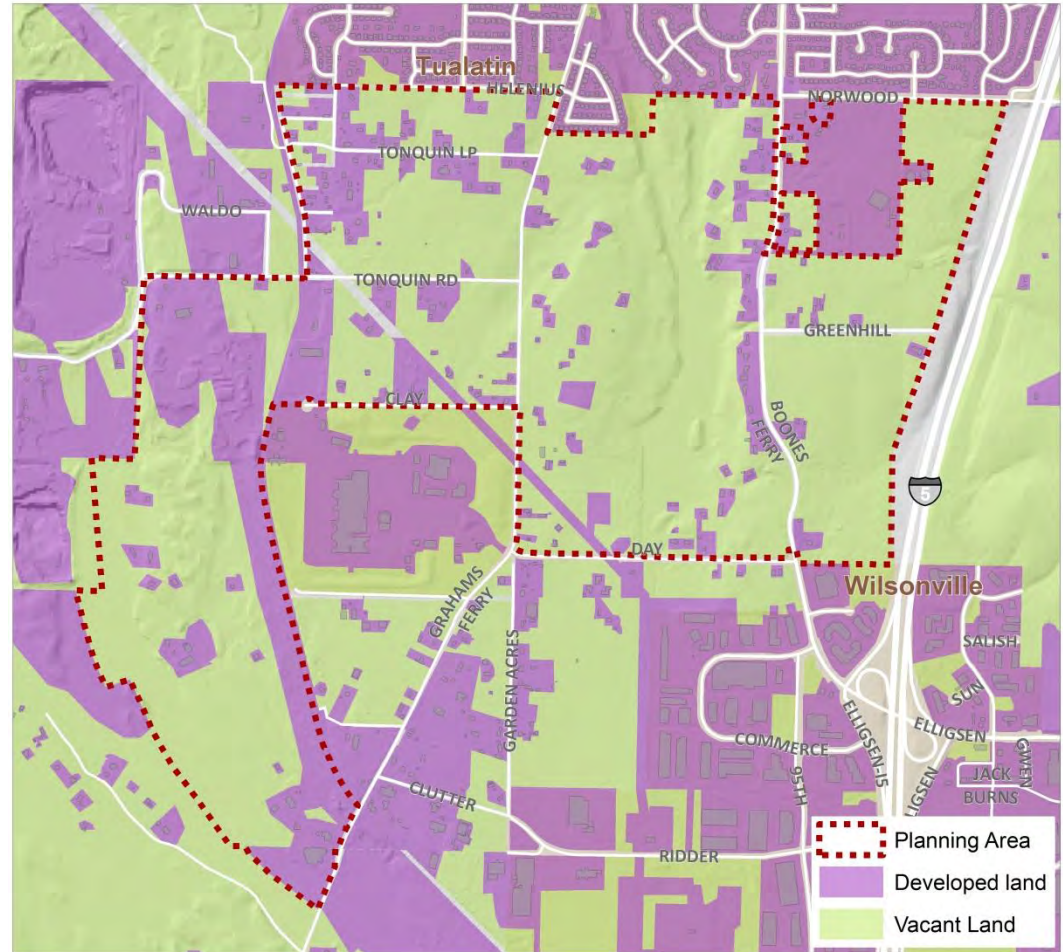 Tualatin
HELENIUS
NORWOOD
TONQUIN LP
WALDO
TONQUIN RD
GREENHILL
CLAY
BOONES
FERRY
5
DAY
Wilsonville
GRAHAMS
FERRY
SALISH
GARDEN ACRES
SUN
ELLIGSEN
COMMERCE
ELLIGSEN-I5
95TH
GWEN
JACK
BURNS
CLUTTER
RIDDER
Planning Area
Developed land
Vacant Land